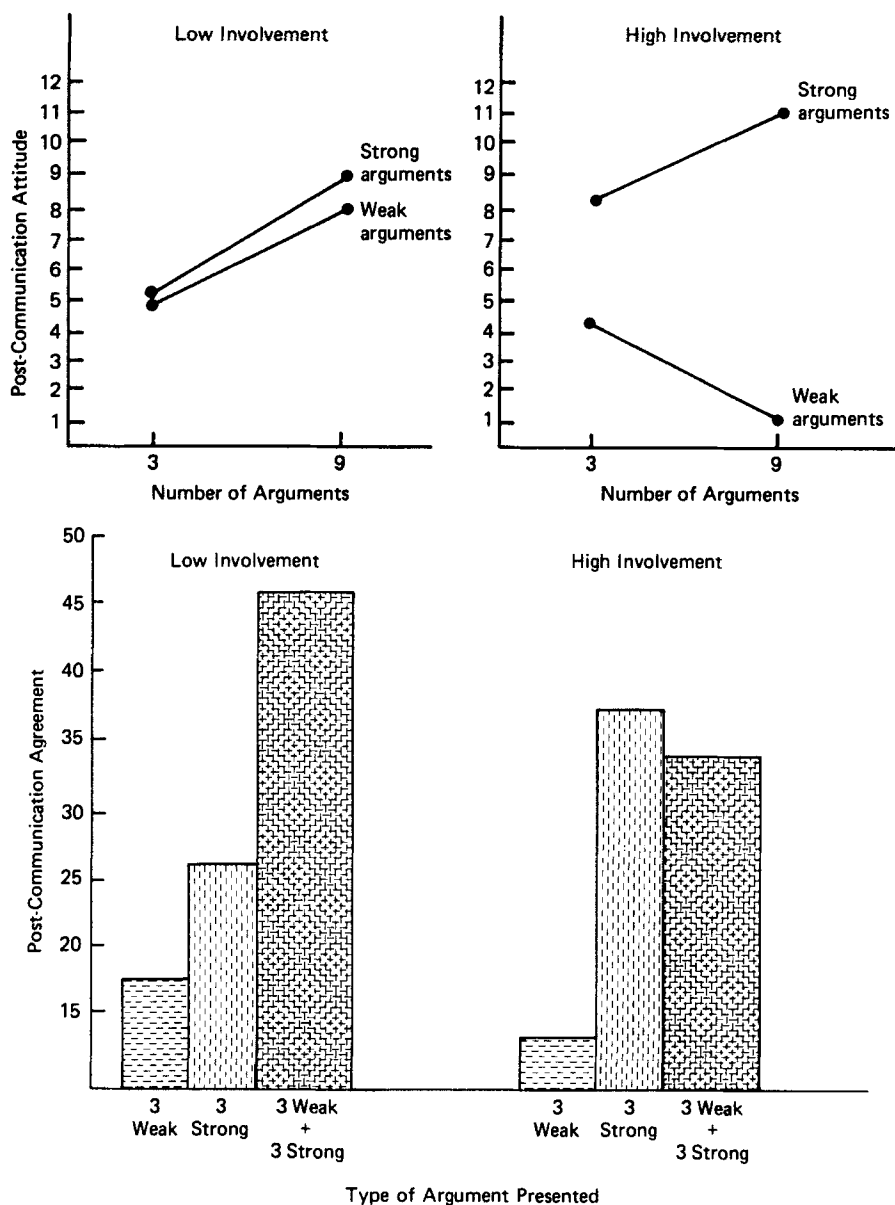 Low Involvement
High Involvement
Post-Communication Attitude
12
11
10
9
8
7
6
5
4
3
2
1
Strong
arguments
Weak
arguments
3
9
Number of Arguments
12
11
10
9
8
7
6
5
4
3
2
1
Strong
arguments
Weak
arguments
3
9
Number of Arguments
Post-Communication Agreement
50
45
40
35
30
25
20
15
Low Involvement
High Involvement
3
Weak
3
Strong
3 Weak
+
3 Strong
3
Weak
3
Strong
3 Weak
+
3 Strong
Type of Argument Presented